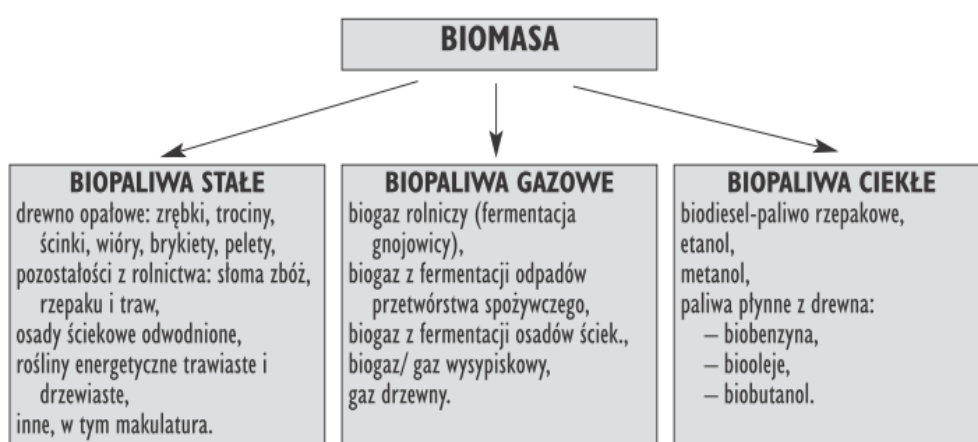 BIOMASA
BIOPALIWA STAŁE
drewno opałowe: zrębki, trociny,
ścinki, wióry, brykiety, pelety,
pozostałości z rolnictwa: słoma zbóż,
rzepaku i traw,
osady ściekowe odwodnione,
rośliny energetyczne trawiaste i
drzewiaste,
inne, w tym makulatura.
BIOPALIWA GAZOWE
biogaz rolniczy (fermentacja
gnojowicy),
biogaz z fermentacji odpadów
przetwórstwa spożywczego,
biogaz z fermentacji osadów ściek.,
biogaz/ gaz wysypiskowy,
gaz drzewny.
BIOPALIWA CIEKŁE
biodiesel-paliwo rzepakowe,
etanol,
metanol,
paliwa płynne z drewna:
– biobenzyna,
– biooleje,
– biobutanol.